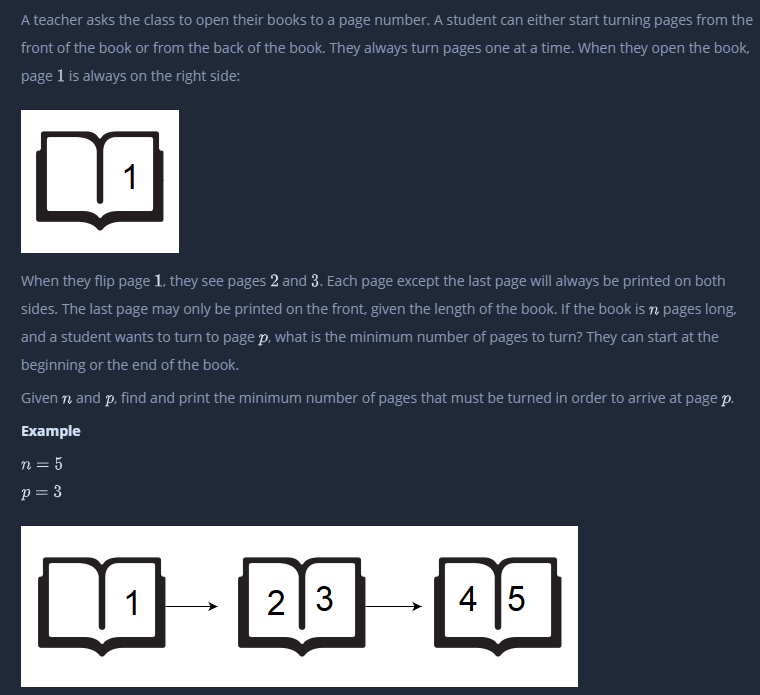 A teacher asks the class to open their books to a page number. A student can either start turning pages from the
front of the book or from the back of the book. They always turn pages one at a time. When they open the book,
page 1 is always on the right side:
1
When they flip page 1, they see pages 2 and 3. Each page except the last page will always be printed on both
sides. The last page may only be printed on the front, given the length of the book. If the book is n pages long,
and a student wants to turn to page p, what is the minimum number of pages to turn? They can start at the
beginning or the end of the book.
Given n and p, find and print the minimum number of pages that must be turned in order to arrive at page p.
Example
n = 5
p = 3
1 2 3 4 5